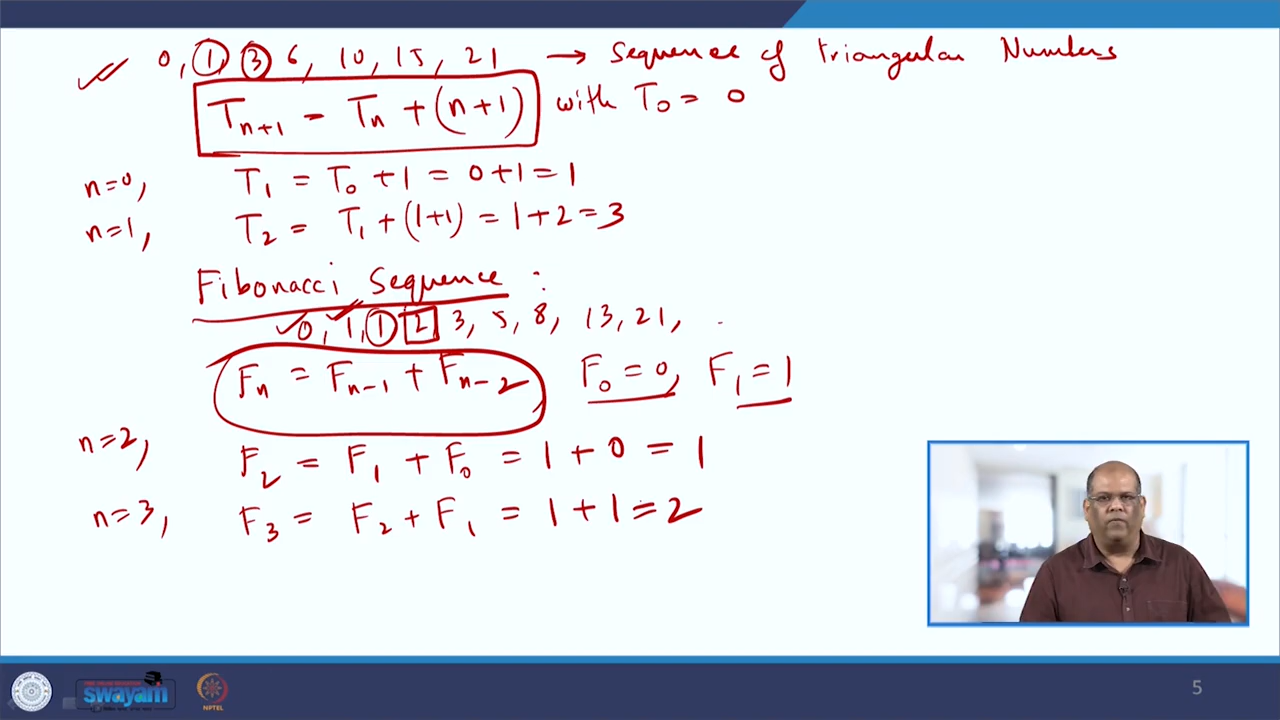 0, 1, 3 6, 10, 15, 21 → Sequence of Triangular Numbers
Tₙ₊₁ = Tₙ + (n+1) with T₀ = 0
n=0, T₁ = T₀ + 1 = 0+1 = 1
n=1, T₂ = T₁ + (1+1) = 1+2 = 3
Fibonacci Sequence :
0, 1, 1 2 3, 5, 8, 13, 21, .
Fₙ = Fₙ₋₁ + Fₙ₋₂ F₀ = 0, F₁ = 1
n=2, F₂ = F₁ + F₀ = 1 + 0 = 1
n=3, F₃ = F₂ + F₁ = 1 + 1 = 2
swayam
NPTEL
5